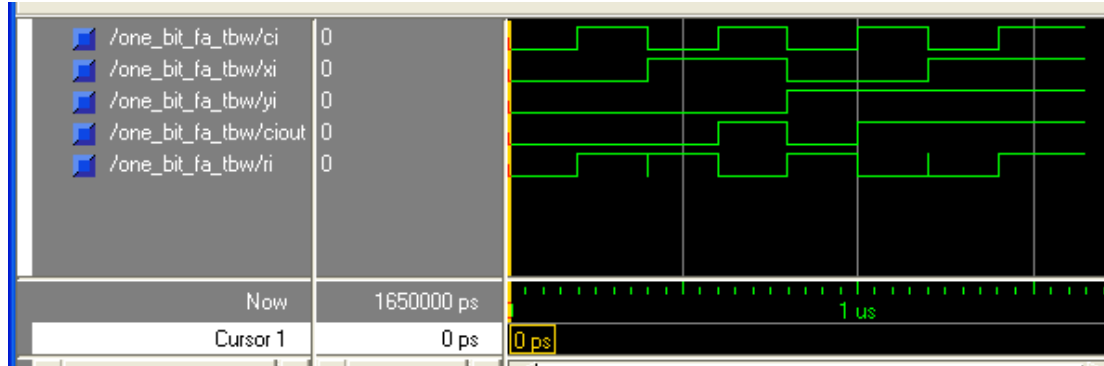 /one_bit_fa_tbw/ci 0
/one_bit_fa_tbw/xi 0
/one_bit_fa_tbw/yi 0
/one_bit_fa_tbw/ciout 0
/one_bit_fa_tbw/ri 0
Now 1650000 ps
1 us
Cursor 1 0 ps 0 ps